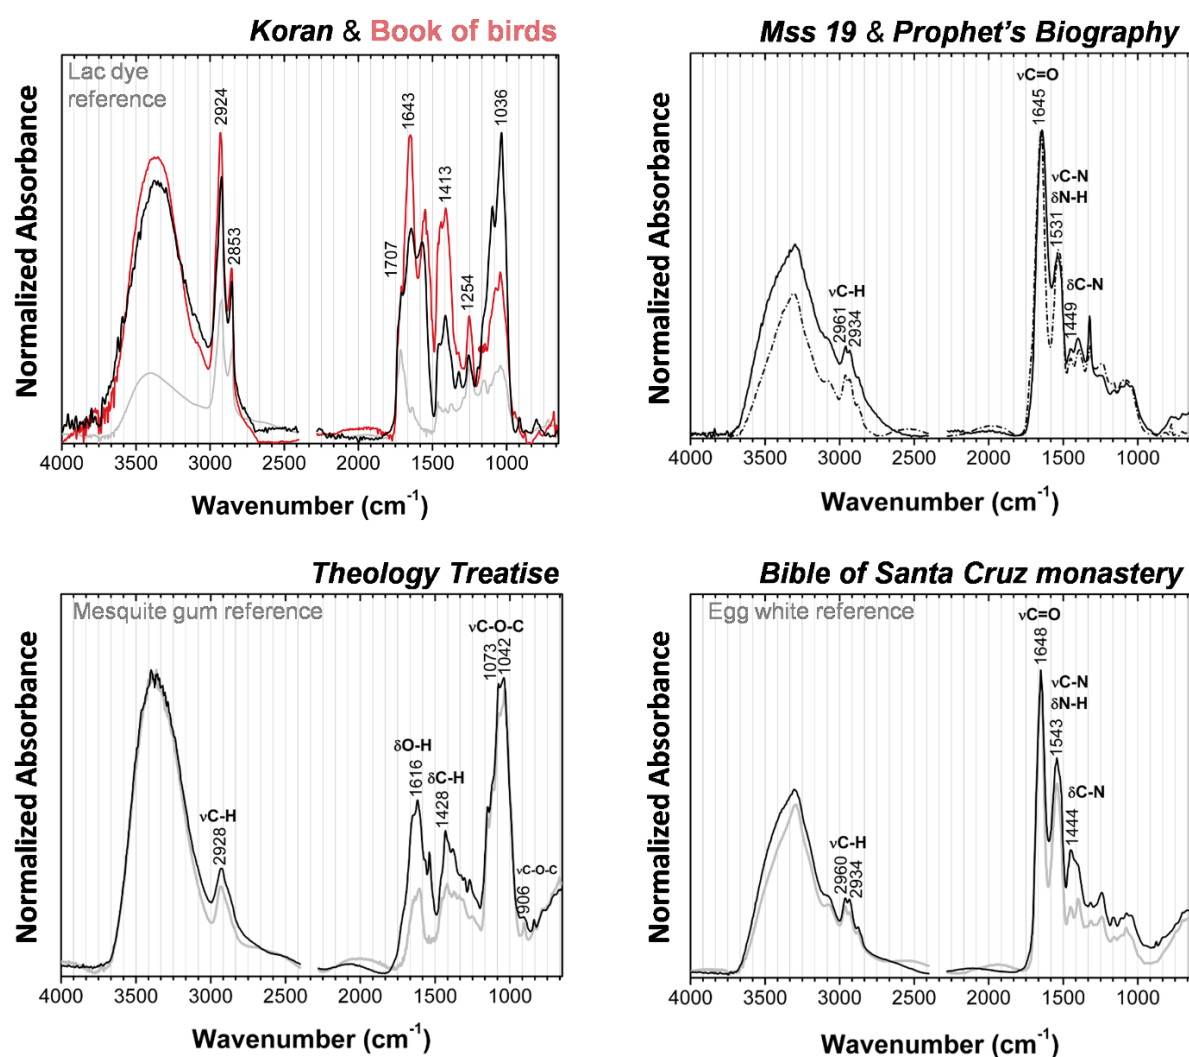 Koran & Book of birds
Lac dye
reference
Normalized Absorbance
2924
2853
1707
1643
1413
1254
1036
4000 3500 3000 2500 2000 1500 1000
Wavenumber (cm-1)
Mss 19 & Prophet's Biography
Normalized Absorbance
νC=O
1645
νC-N
δN-H
1531
δC-N
1449
νC-H
2961
2934
4000 3500 3000 2500 2000 1500 1000
Wavenumber (cm-1)
Theology Treatise
Mesquite gum reference
Normalized Absorbance
νC-O-C
1073
1042
δO-H
1616
δC-H
1428
νC-H
2928
νC-O-C
906
4000 3500 3000 2500 2000 1500 1000
Wavenumber (cm-1)
Bible of Santa Cruz monastery
Egg white reference
Normalized Absorbance
νC=O
1648
νC-N
δN-H
1543
δC-N
1444
νC-H
2960
2934
4000 3500 3000 2500 2000 1500 1000
Wavenumber (cm-1)